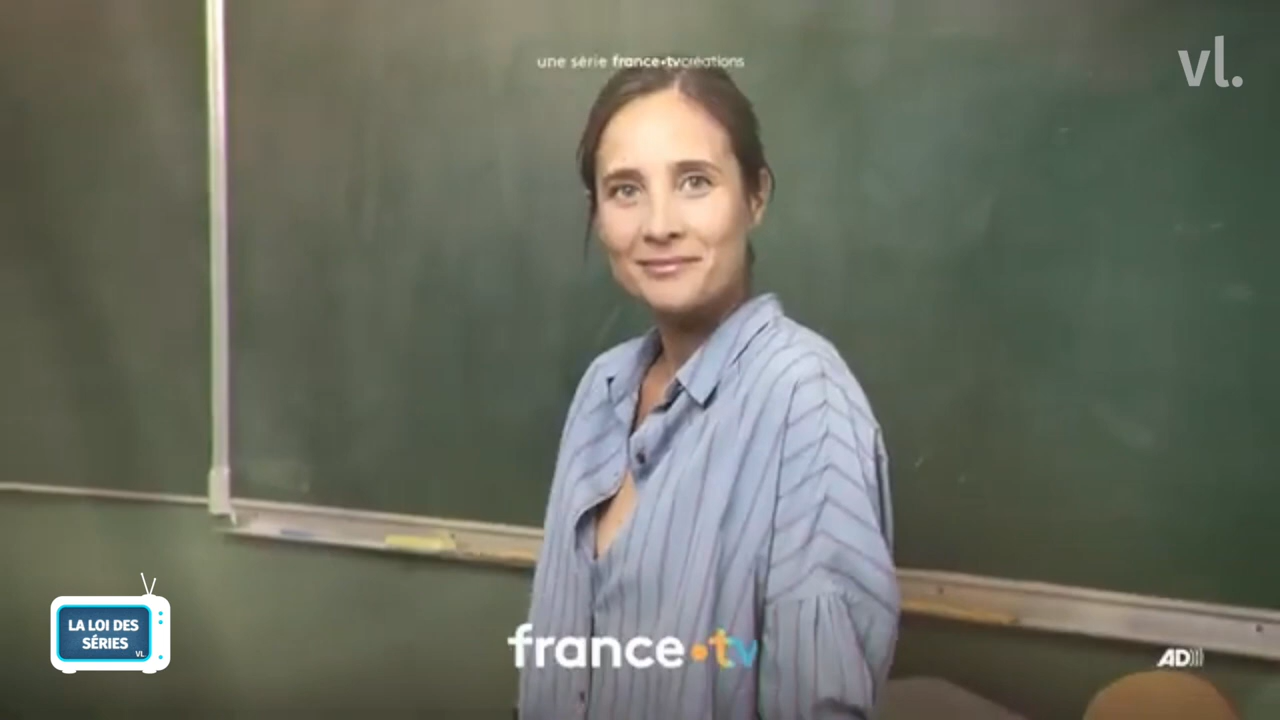 une série france•tvcréations
vl.
LA LOI DES
SÉRIES
VL.
france•tv
AD)))